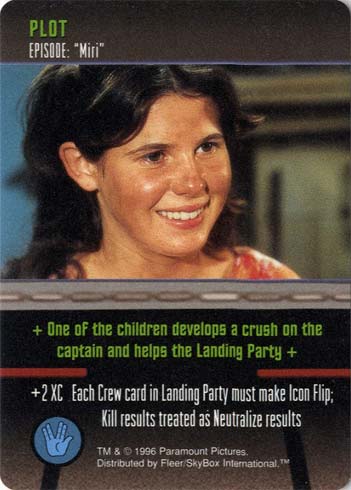 PLOT
EPISODE: "Miri"
+ One of the children develops a crush on the
captain and helps the Landing Party +
+2 XC Each Crew card in Landing Party must make Icon Flip;
Kill results treated as Neutralize results
TM & © 1996 Paramount Pictures.
Distributed by Fleer/SkyBox International.™